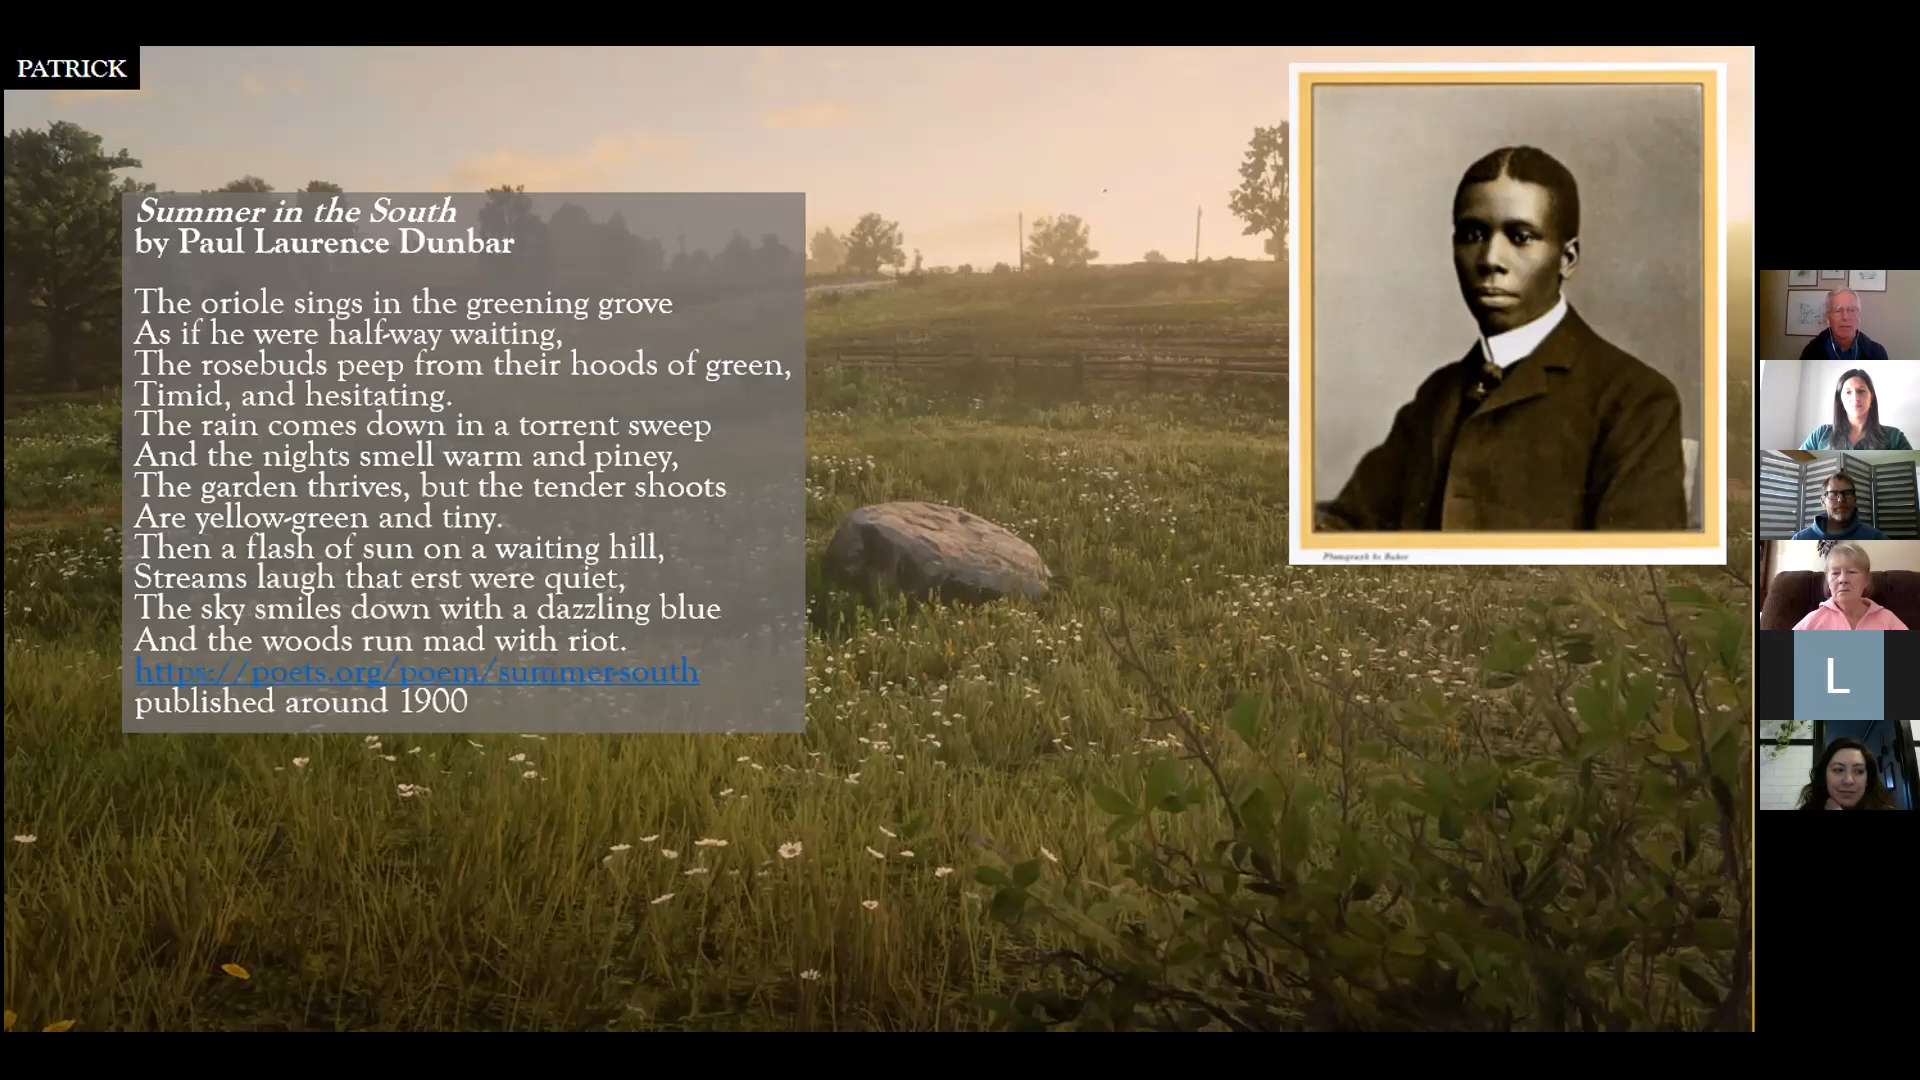 PATRICK
Summer in the South
by Paul Laurence Dunbar
The oriole sings in the greening grove
As if he were half-way waiting,
The rosebuds peep from their hoods of green,
Timid, and hesitating.
The rain comes down in a torrent sweep
And the nights smell warm and piney,
The garden thrives, but the tender shoots
Are yellow-green and tiny.
Then a flash of sun on a waiting hill,
Streams laugh that erst were quiet,
The sky smiles down with a dazzling blue
And the woods run mad with riot.
https://poets.org/poem/summer-south
published around 1900
Photograph by Baker
L